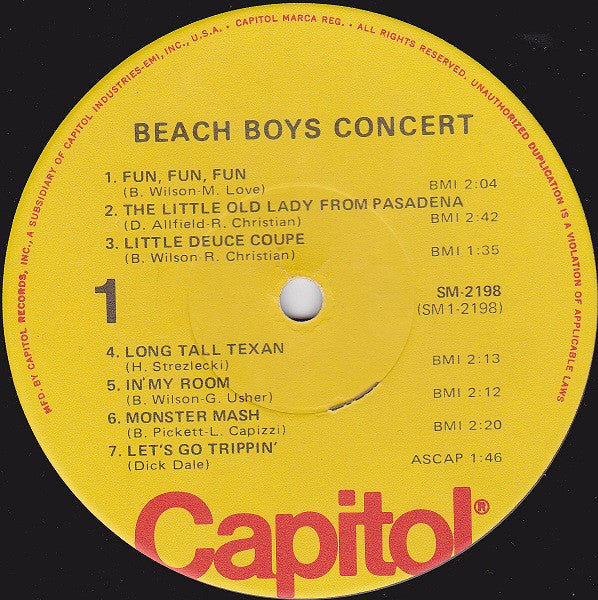 MFG. BY CAPITOL RECORDS, INC., A SUBSIDIARY OF CAPITOL INDUSTRIES-EMI, INC., U.S.A. • CAPITOL MARCA REG. • ALL RIGHTS RESERVED. UNAUTHORIZED DUPLICATION IS A VIOLATION OF APPLICABLE LAWS
BEACH BOYS CONCERT
1. FUN, FUN, FUN
(B. Wilson-M. Love) BMI 2:04
2. THE LITTLE OLD LADY FROM PASADENA
(D. Allfield-R. Christian) BMI 2:42
3. LITTLE DEUCE COUPE
(B. Wilson-R. Christian) BMI 1:35
1
SM-2198
(SM1-2198)
4. LONG TALL TEXAN
(H. Strezlecki) BMI 2:13
5. IN MY ROOM
(B. Wilson-G. Usher) BMI 2:12
6. MONSTER MASH
(B. Pickett-L. Capizzi) BMI 2:20
7. LET'S GO TRIPPIN'
(Dick Dale) ASCAP 1:46
Capitol®